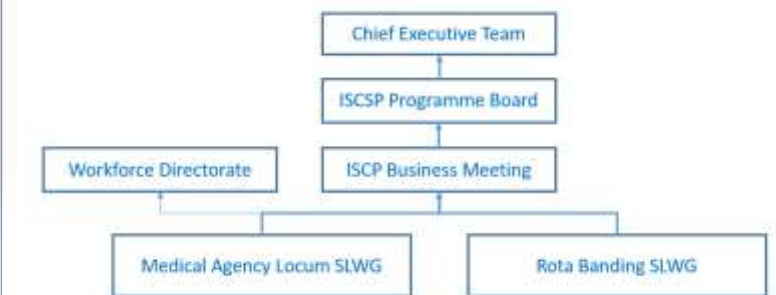 Chief Executive Team
ISCSP Programme Board
Workforce Directorate
ISCP Business Meeting
Medical Agency Locum SLWG
Rota Banding SLWG